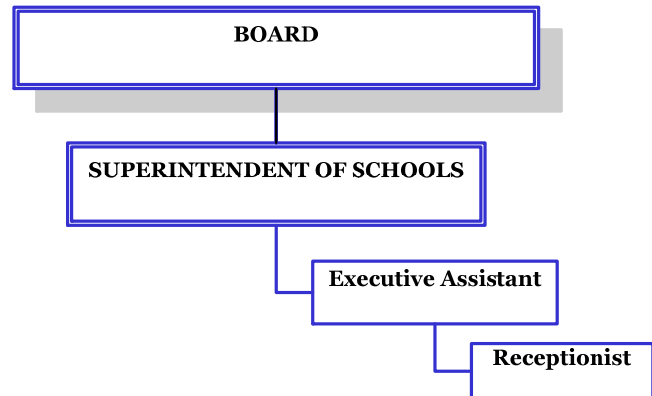 BOARD
SUPERINTENDENT OF SCHOOLS
Executive Assistant
Receptionist